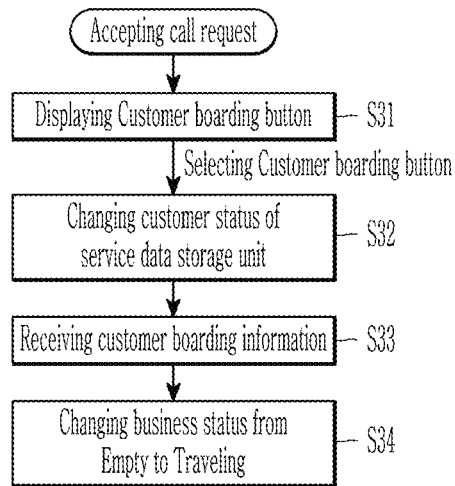 Accepting call request
Displaying Customer boarding button
S31
Selecting Customer boarding button
Changing customer status of
service data storage unit
S32
Receiving customer boarding information
S33
Changing business status from
Empty to Traveling
S34